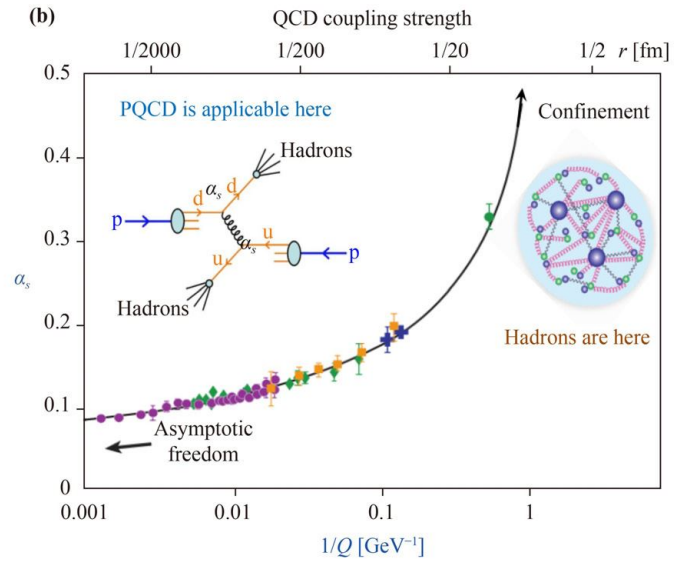 (b)
QCD coupling strength
1/2000 1/200 1/20 1/2 r [fm]
0.5
PQCD is applicable here
Confinement
0.4
Hadrons
αs
d
d
p
0.3
u
αs
p
αs
u
Hadrons
0.2
Hadrons are here
0.1
Asymptotic
freedom
0
0.001 0.01 0.1 1
1/Q [GeV⁻¹]